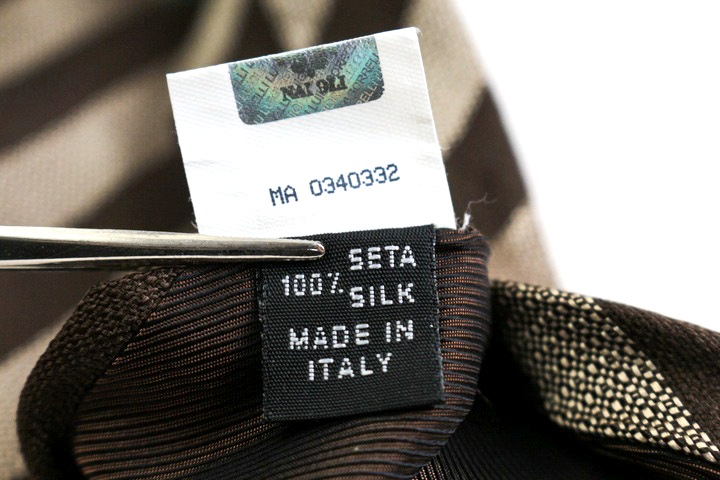 MA 0340332
SETA
100% SILK
MADE IN
ITALY